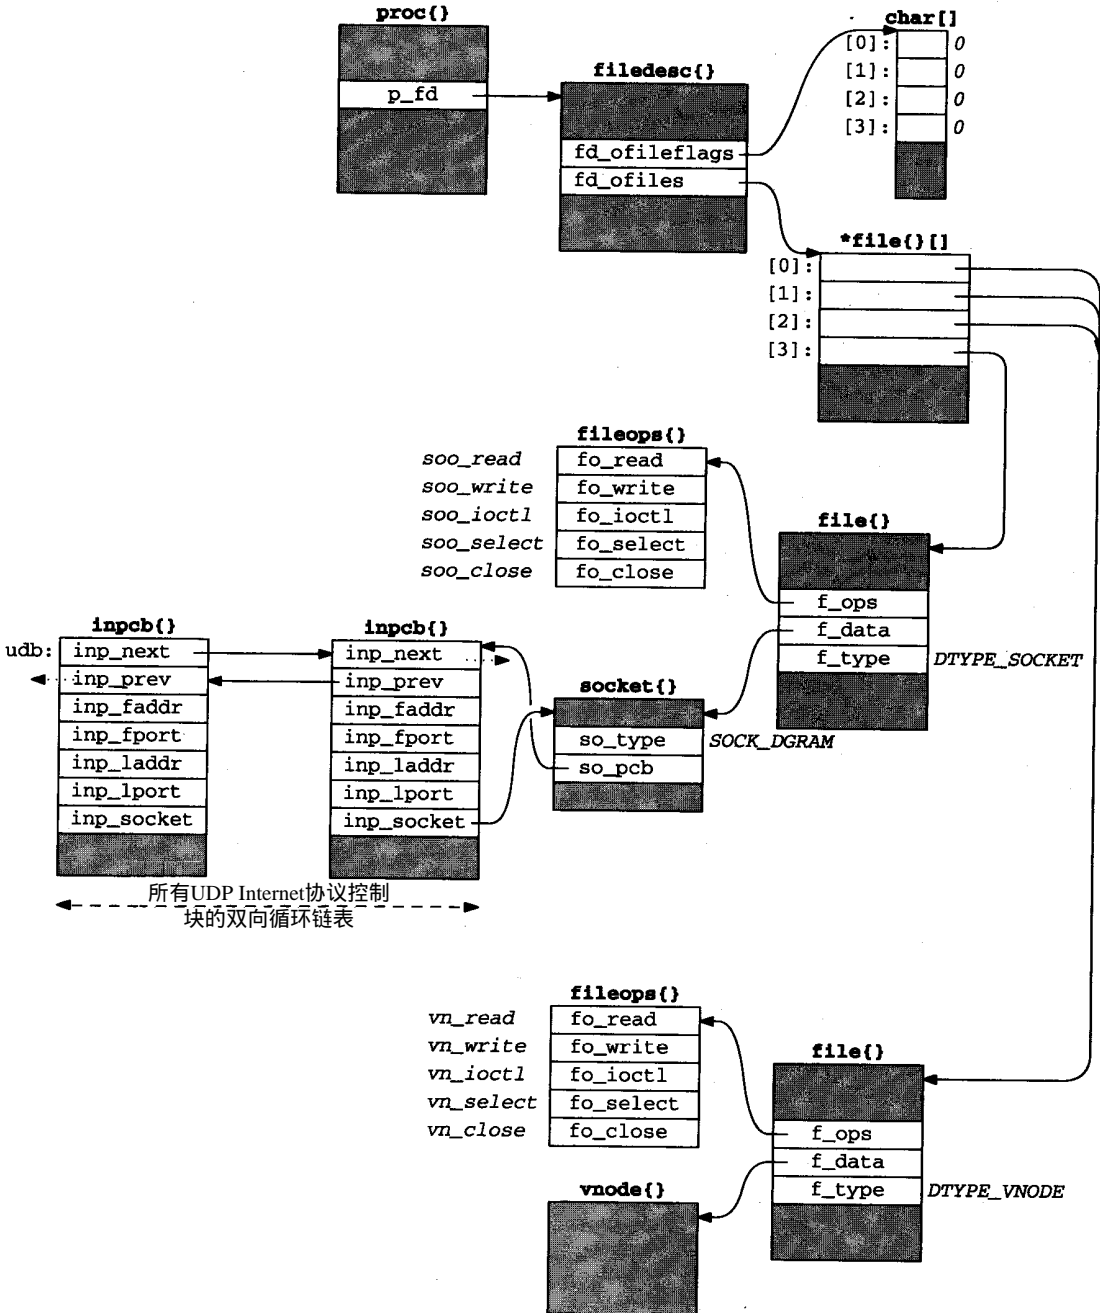 proc{}
char[]
[0]: 0
[1]: 0
[2]: 0
[3]: 0
filedesc{}
p_fd
fd_ofileflags
fd_ofiles
*file{}[]
[0]:
[1]:
[2]:
[3]:
fileops{}
soo_read fo_read
soo_write fo_write
soo_ioctl fo_ioctl
soo_select fo_select
soo_close fo_close
file{}
f_ops
f_data
f_type DTYPE_SOCKET
inpcb{}
udb: inp_next
inp_prev
inp_faddr
inp_fport
inp_laddr
inp_lport
inp_socket
inpcb{}
inp_next
inp_prev
inp_faddr
inp_fport
inp_laddr
inp_lport
inp_socket
socket{}
so_type SOCK_DGRAM
so_pcb
所有UDP Internet协议控制
块的双向循环链表
fileops{}
vn_read fo_read
vn_write fo_write
vn_ioctl fo_ioctl
vn_select fo_select
vn_close fo_close
file{}
f_ops
f_data
f_type DTYPE_VNODE
vnode{}